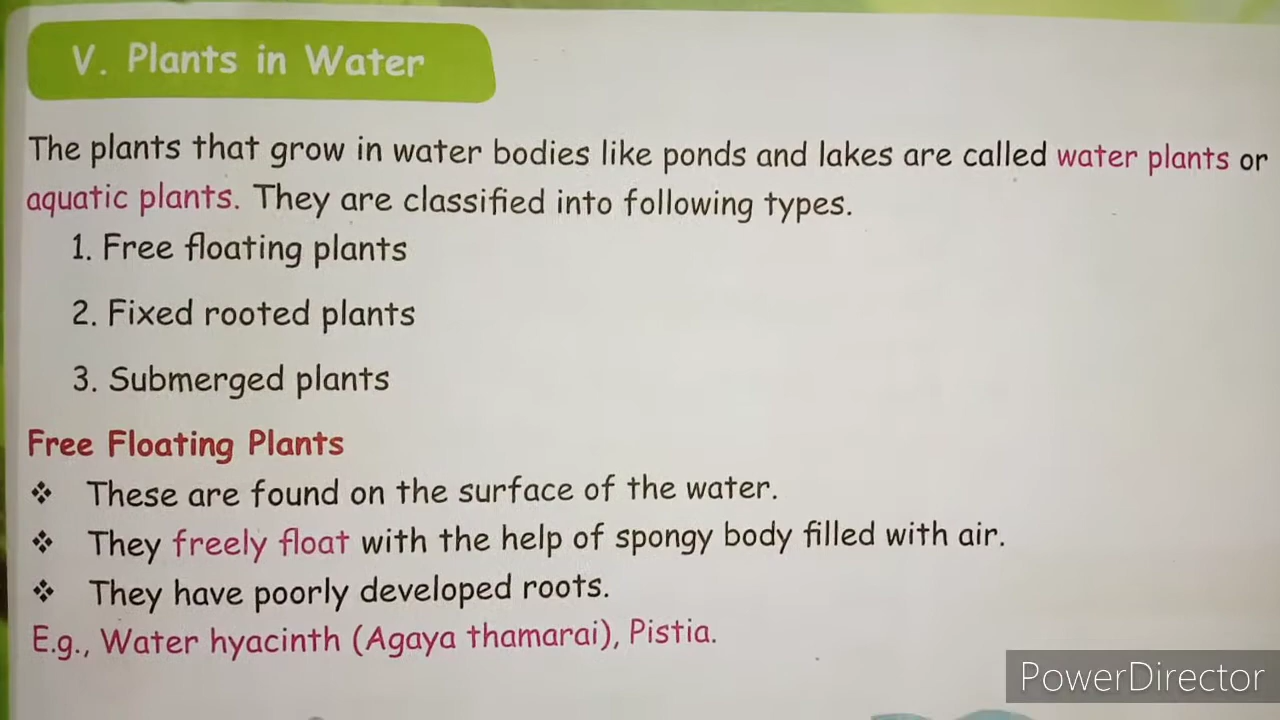 V. Plants in Water
The plants that grow in water bodies like ponds and lakes are called water plants or
aquatic plants. They are classified into following types.
1. Free floating plants
2. Fixed rooted plants
3. Submerged plants
Free Floating Plants
❖ These are found on the surface of the water.
❖ They freely float with the help of spongy body filled with air.
❖ They have poorly developed roots.
E.g., Water hyacinth (Agaya thamarai), Pistia.
PowerDirector